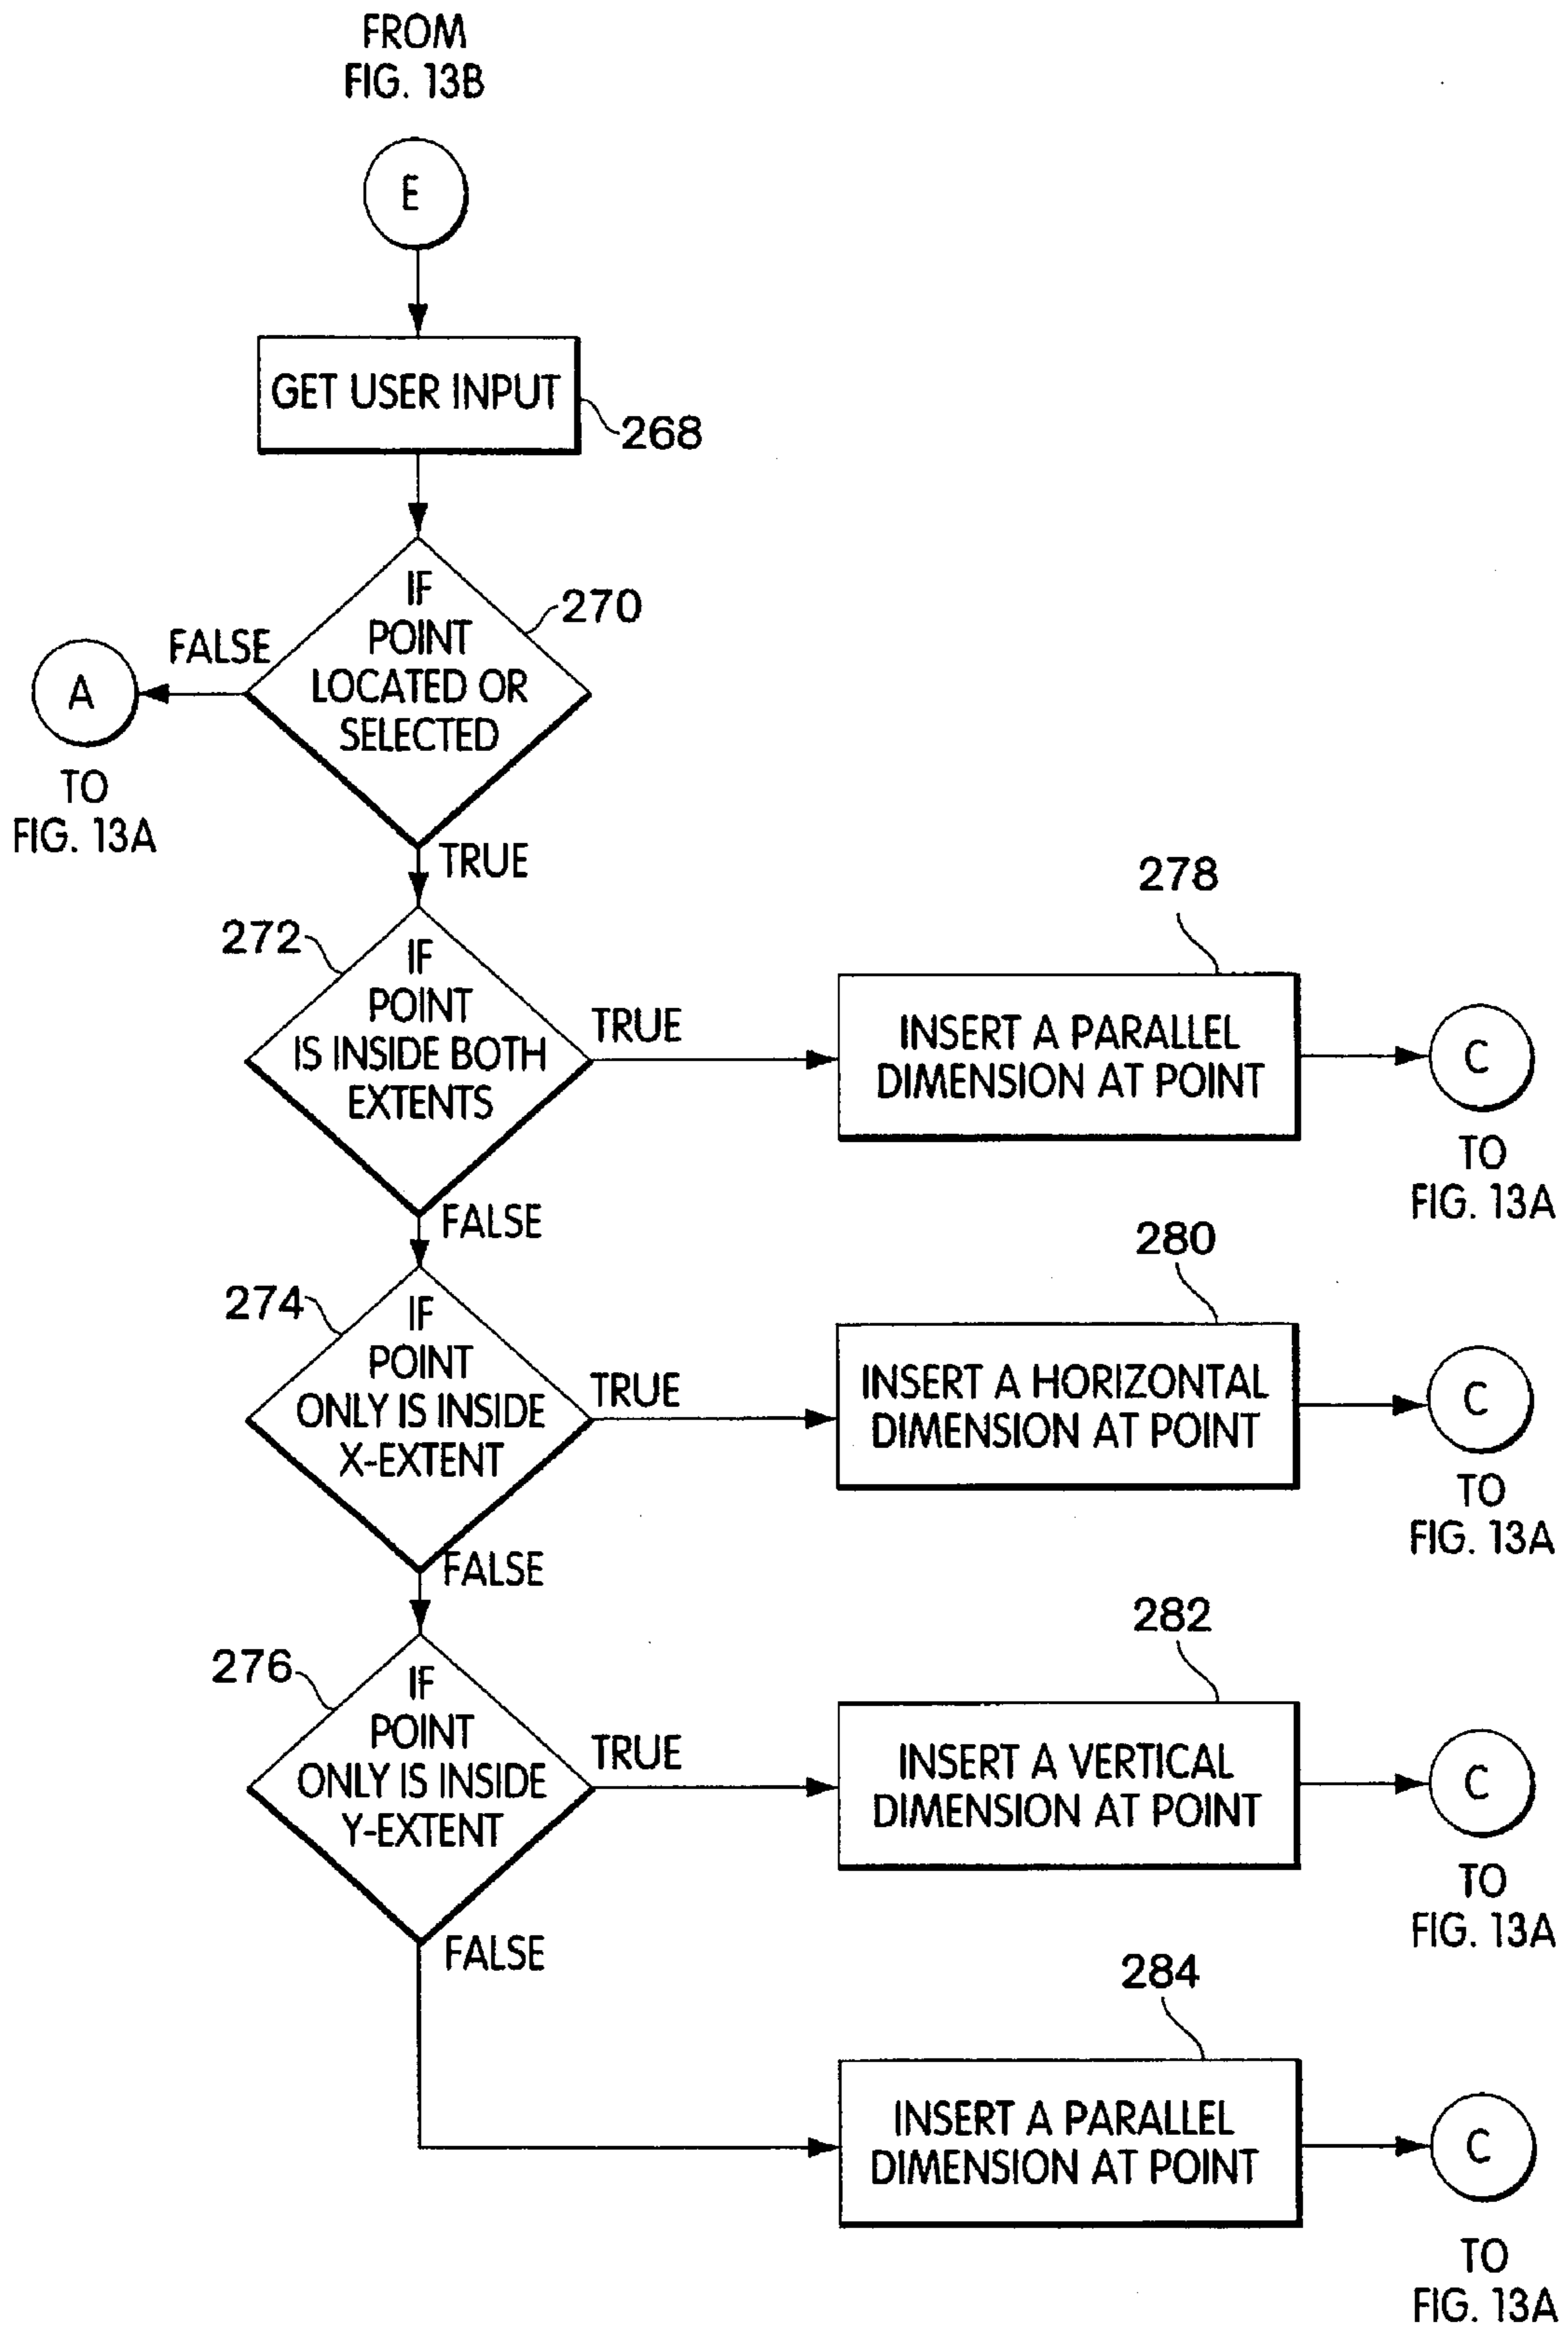 FROM
FIG. 13B
E
GET USER INPUT
268
IF
POINT
LOCATED OR
SELECTED
270
FALSE
A
TO
FIG. 13A
TRUE
272
IF
POINT
IS INSIDE BOTH
EXTENTS
TRUE
278
INSERT A PARALLEL
DIMENSION AT POINT
C
TO
FIG. 13A
FALSE
274
IF
POINT
ONLY IS INSIDE
X-EXTENT
TRUE
280
INSERT A HORIZONTAL
DIMENSION AT POINT
C
TO
FIG. 13A
FALSE
276
IF
POINT
ONLY IS INSIDE
Y-EXTENT
TRUE
282
INSERT A VERTICAL
DIMENSION AT POINT
C
TO
FIG. 13A
FALSE
284
INSERT A PARALLEL
DIMENSION AT POINT
C
TO
FIG. 13A